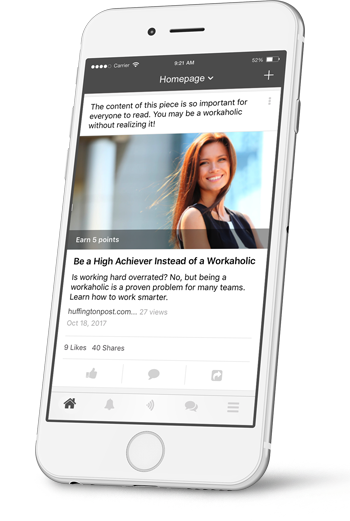 Carrier
9:21 AM
52%
Homepage
The content of this piece is so important for
everyone to read. You may be a workaholic
without realizing it!
Earn 5 points
Be a High Achiever Instead of a Workaholic
Is working hard overrated? No, but being a
workaholic is a proven problem for many teams.
Learn how to work smarter.
huffingtonpost.com... 27 views
Oct 18, 2017
9 Likes 40 Shares